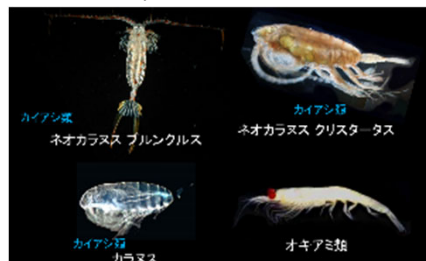 カイアシ類
ネオカラヌス プルンクルス
カイアシ類
ネオカラヌス クリスタータス
カイアシ類
カラヌス
オキアミ類